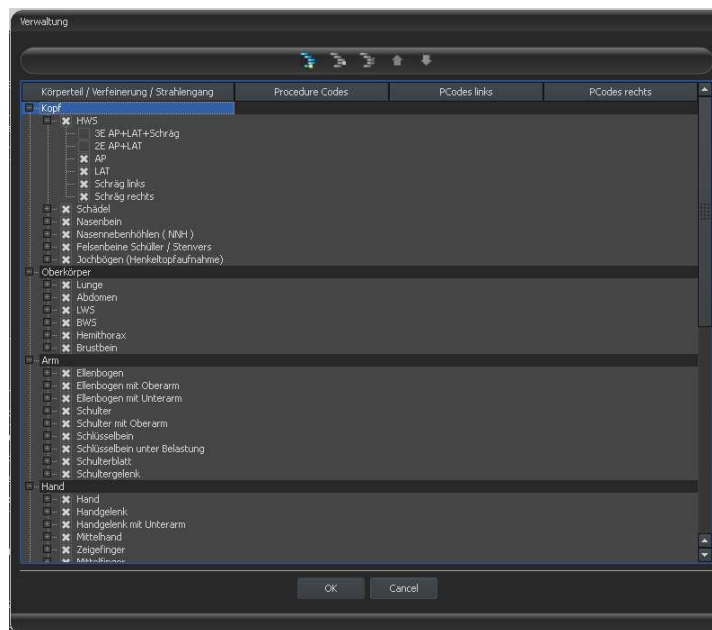 Verwaltung
Körperteil / Verfeinerung / Strahlengang Procedure Codes PCodes links PCodes rechts
Kopf
HWS
3E AP+LAT+Schräg
2E AP+LAT
AP
LAT
Schräg links
Schräg rechts
Schädel
Nasenbein
Nasennebenhöhlen ( NNH )
Felsenbeine Schüller / Stenvers
Jochbögen (Henkeltopfaufnahme)
Oberkörper
Lunge
Abdomen
LWS
BWS
Hemithorax
Brustbein
Arm
Ellenbogen
Ellenbogen mit Oberarm
Ellenbogen mit Unterarm
Schulter
Schulter mit Oberarm
Schlüsselbein
Schlüsselbein unter Belastung
Schulterblatt
Schultergelenk
Hand
Hand
Handgelenk
Handgelenk mit Unterarm
Mittelhand
Zeigefinger
Mittelfinger
OK Cancel